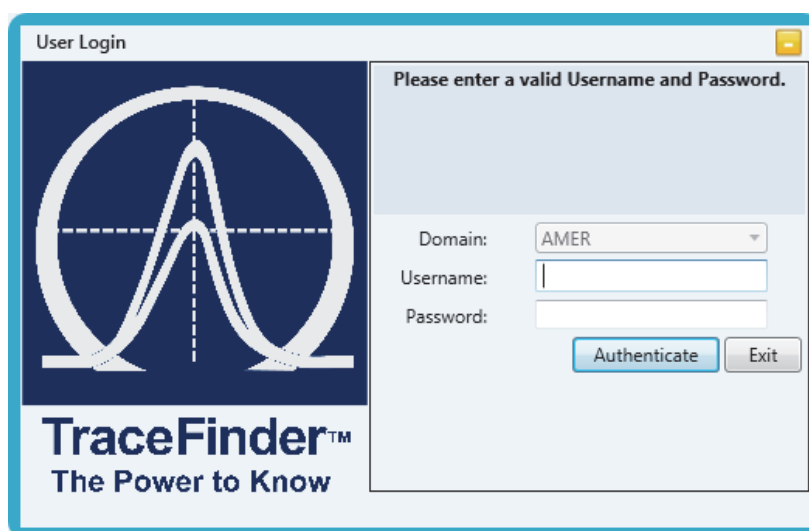 User Login
Please enter a valid Username and Password.
Domain: AMER
Username:
Password:
Authenticate Exit
TraceFinder™
The Power to Know